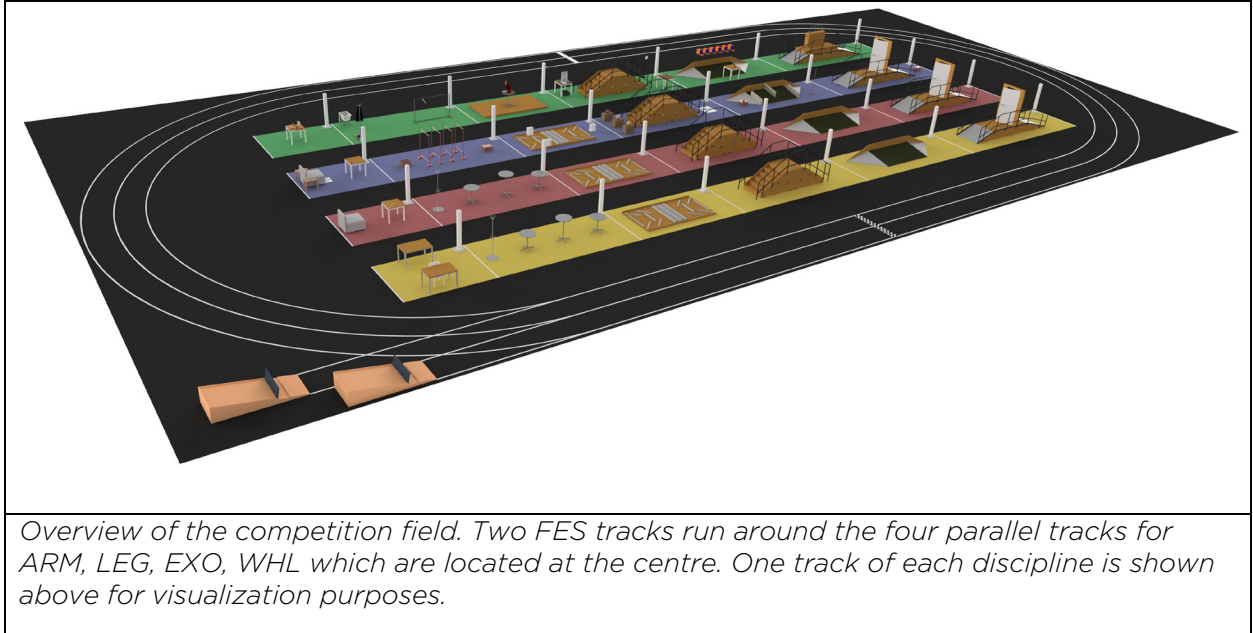 Overview of the competition field. Two FES tracks run around the four parallel tracks for
ARM, LEG, EXO, WHL which are located at the centre. One track of each discipline is shown
above for visualization purposes.